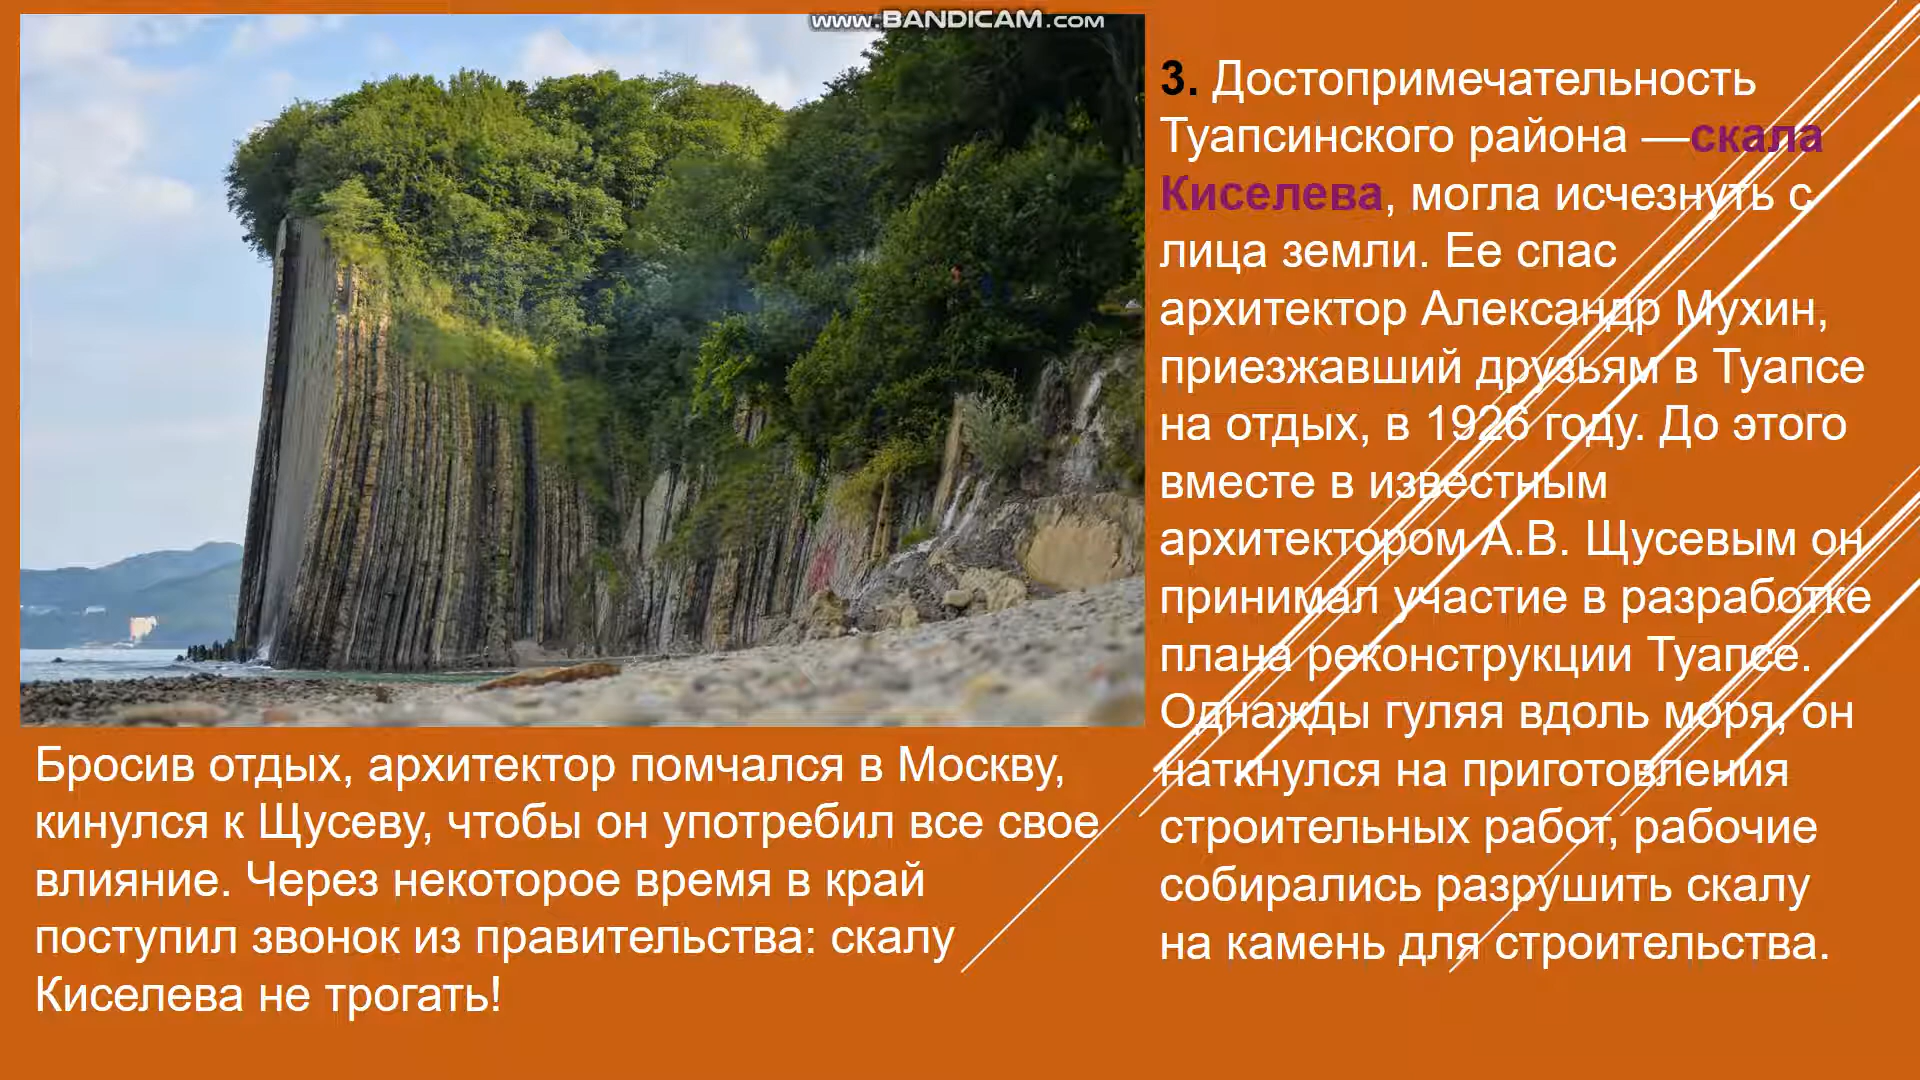 www.BANDICAM.com
3. Достопримечательность
Туапсинского района —скала
Киселева, могла исчезнуть с
лица земли. Ее спас
архитектор Александр Мухин,
приезжавший друзьям в Туапсе
на отдых, в 1926 году. До этого
вместе в известным
архитектором А.В. Щусевым он
принимал участие в разработке
плана реконструкции Туапсе.
Однажды гуляя вдоль моря, он
наткнулся на приготовления
строительных работ, рабочие
собирались разрушить скалу
на камень для строительства.
Бросив отдых, архитектор помчался в Москву,
кинулся к Щусеву, чтобы он употребил все свое
влияние. Через некоторое время в край
поступил звонок из правительства: скалу
Киселева не трогать!